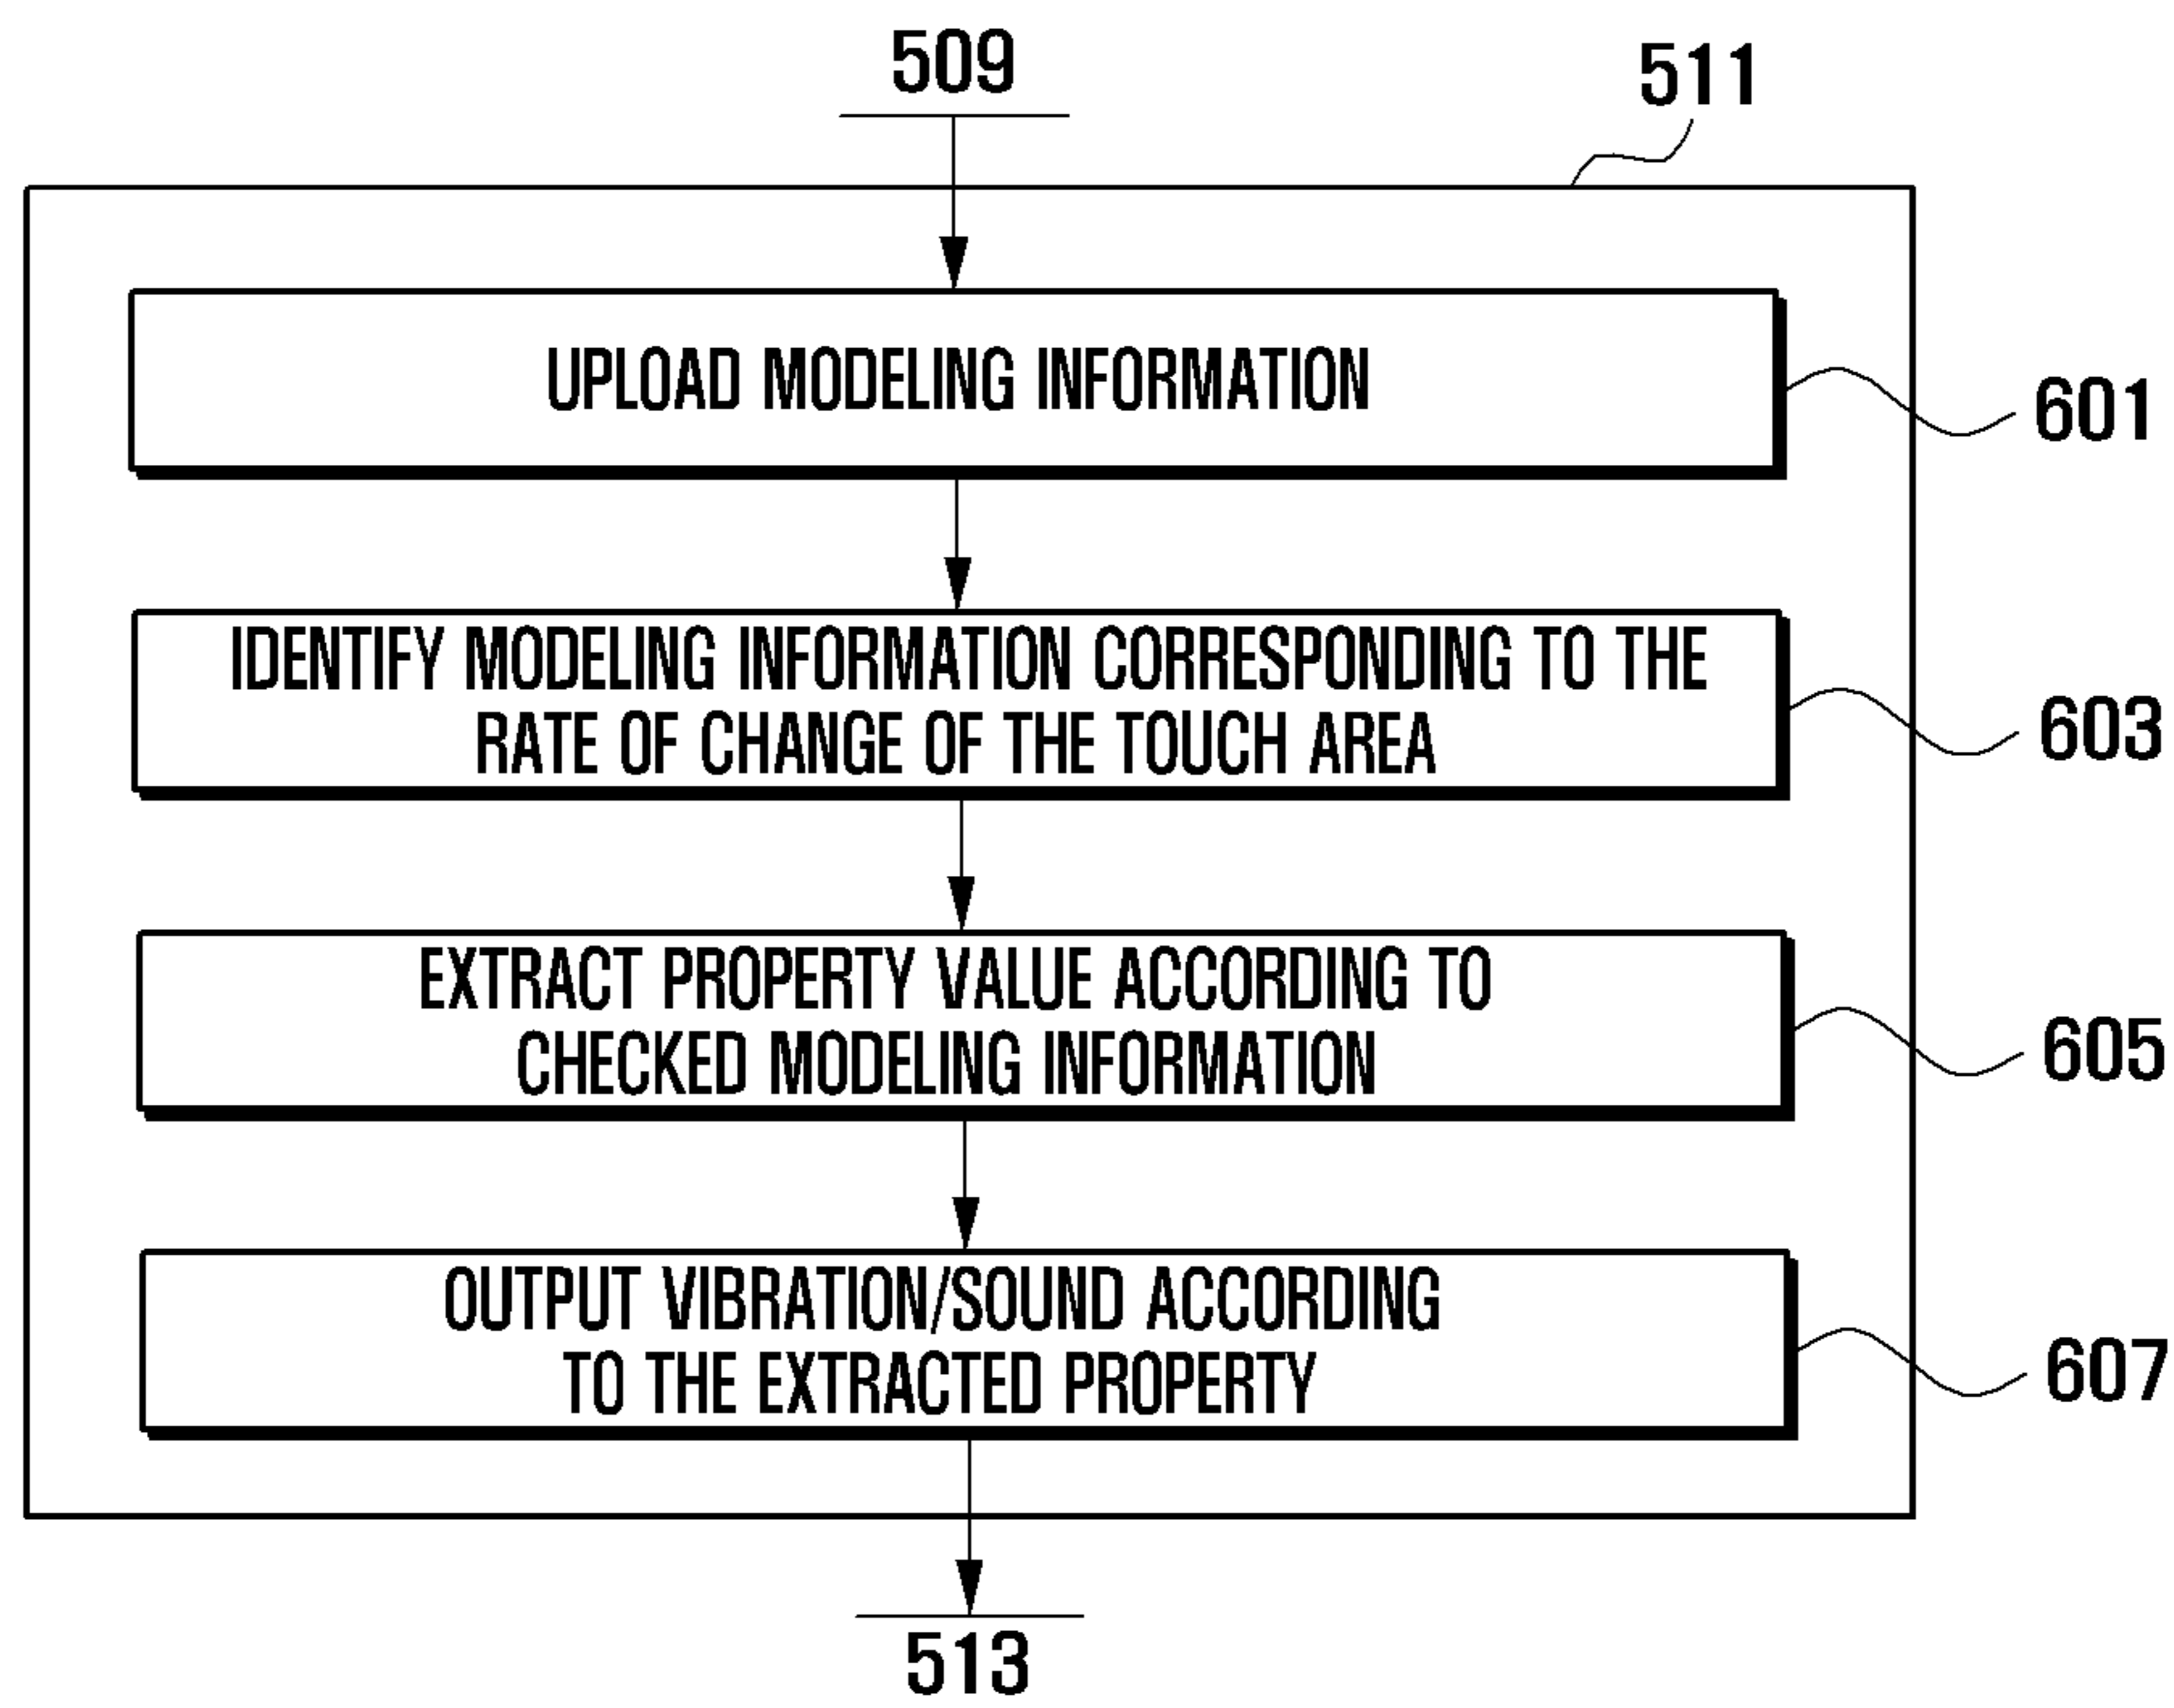 509
511
UPLOAD MODELING INFORMATION
601
IDENTIFY MODELING INFORMATION CORRESPONDING TO THE
RATE OF CHANGE OF THE TOUCH AREA
603
EXTRACT PROPERTY VALUE ACCORDING TO
CHECKED MODELING INFORMATION
605
OUTPUT VIBRATION/SOUND ACCORDING
TO THE EXTRACTED PROPERTY
607
513